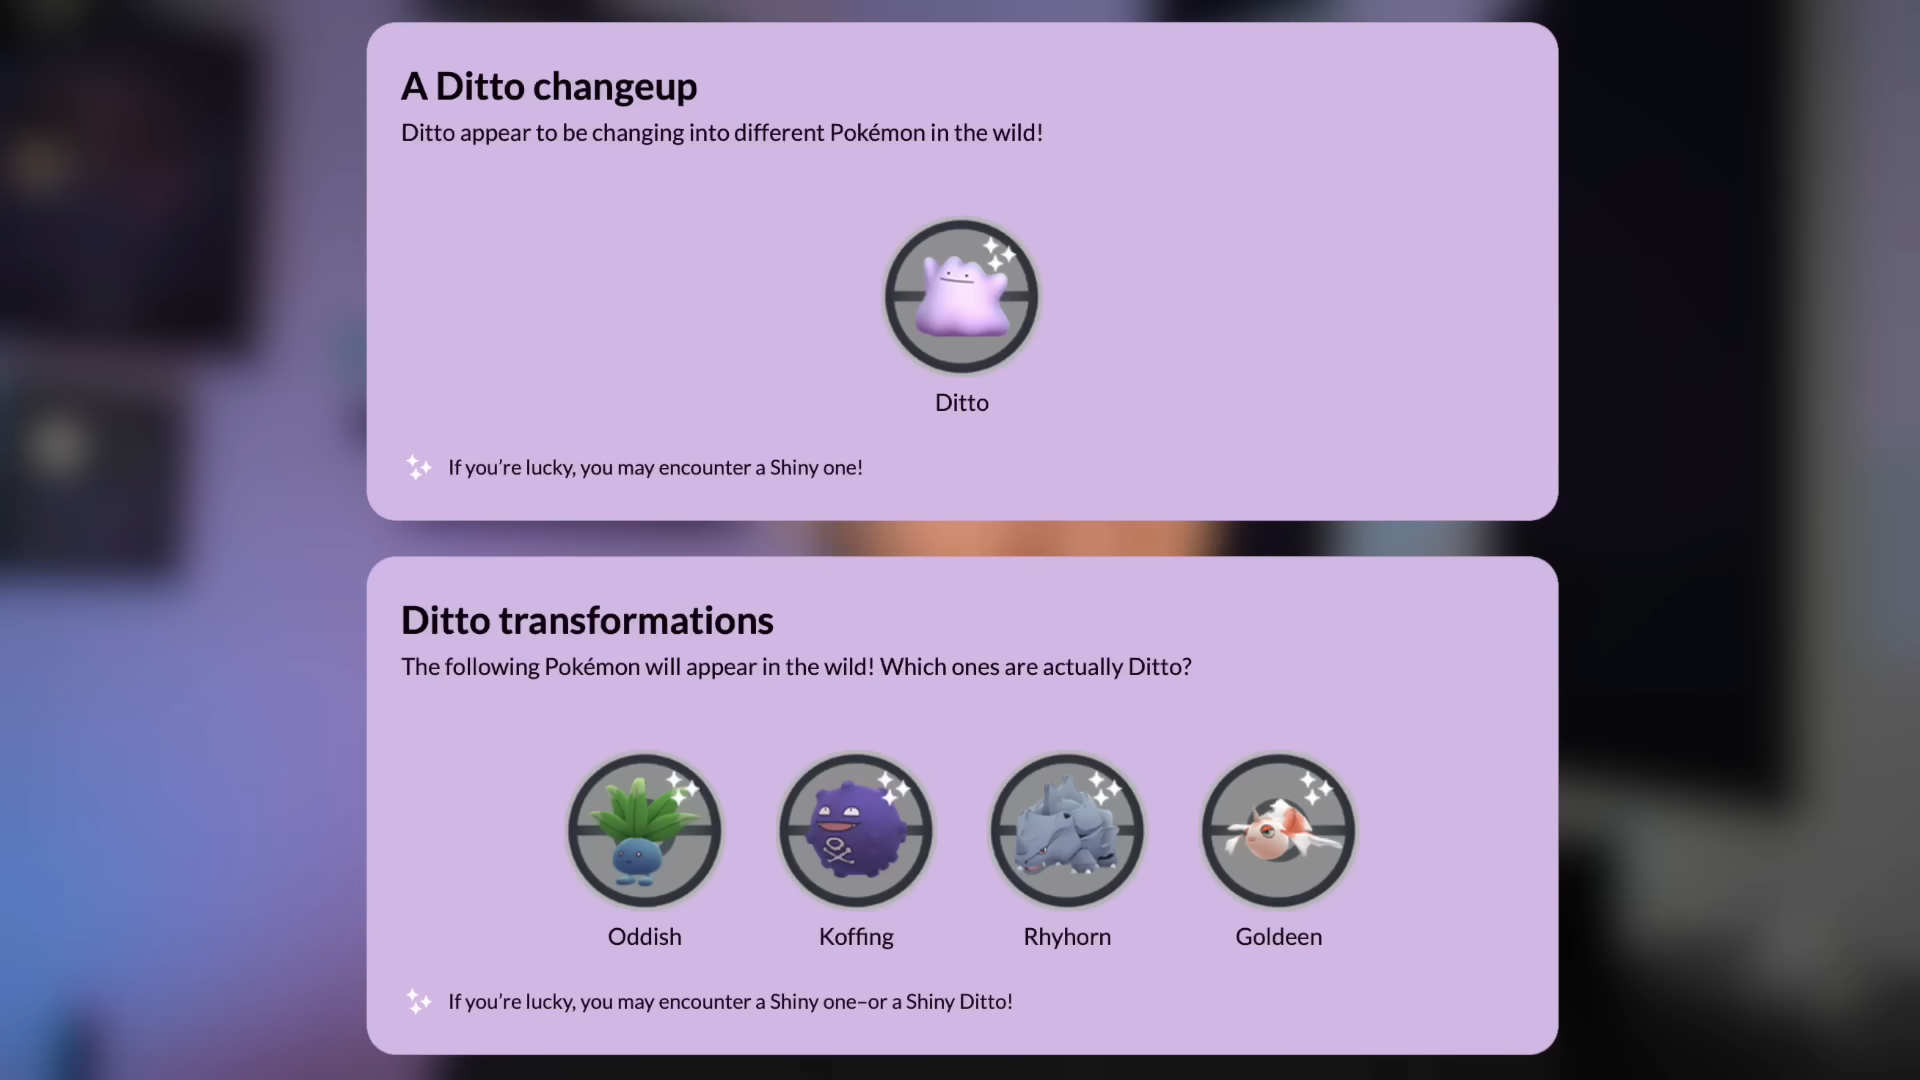 A Ditto changeup
Ditto appear to be changing into different Pokémon in the wild!
Ditto
If you’re lucky, you may encounter a Shiny one!
Ditto transformations
The following Pokémon will appear in the wild! Which ones are actually Ditto?
Oddish
Koffing
Rhyhorn
Goldeen
If you’re lucky, you may encounter a Shiny one–or a Shiny Ditto!